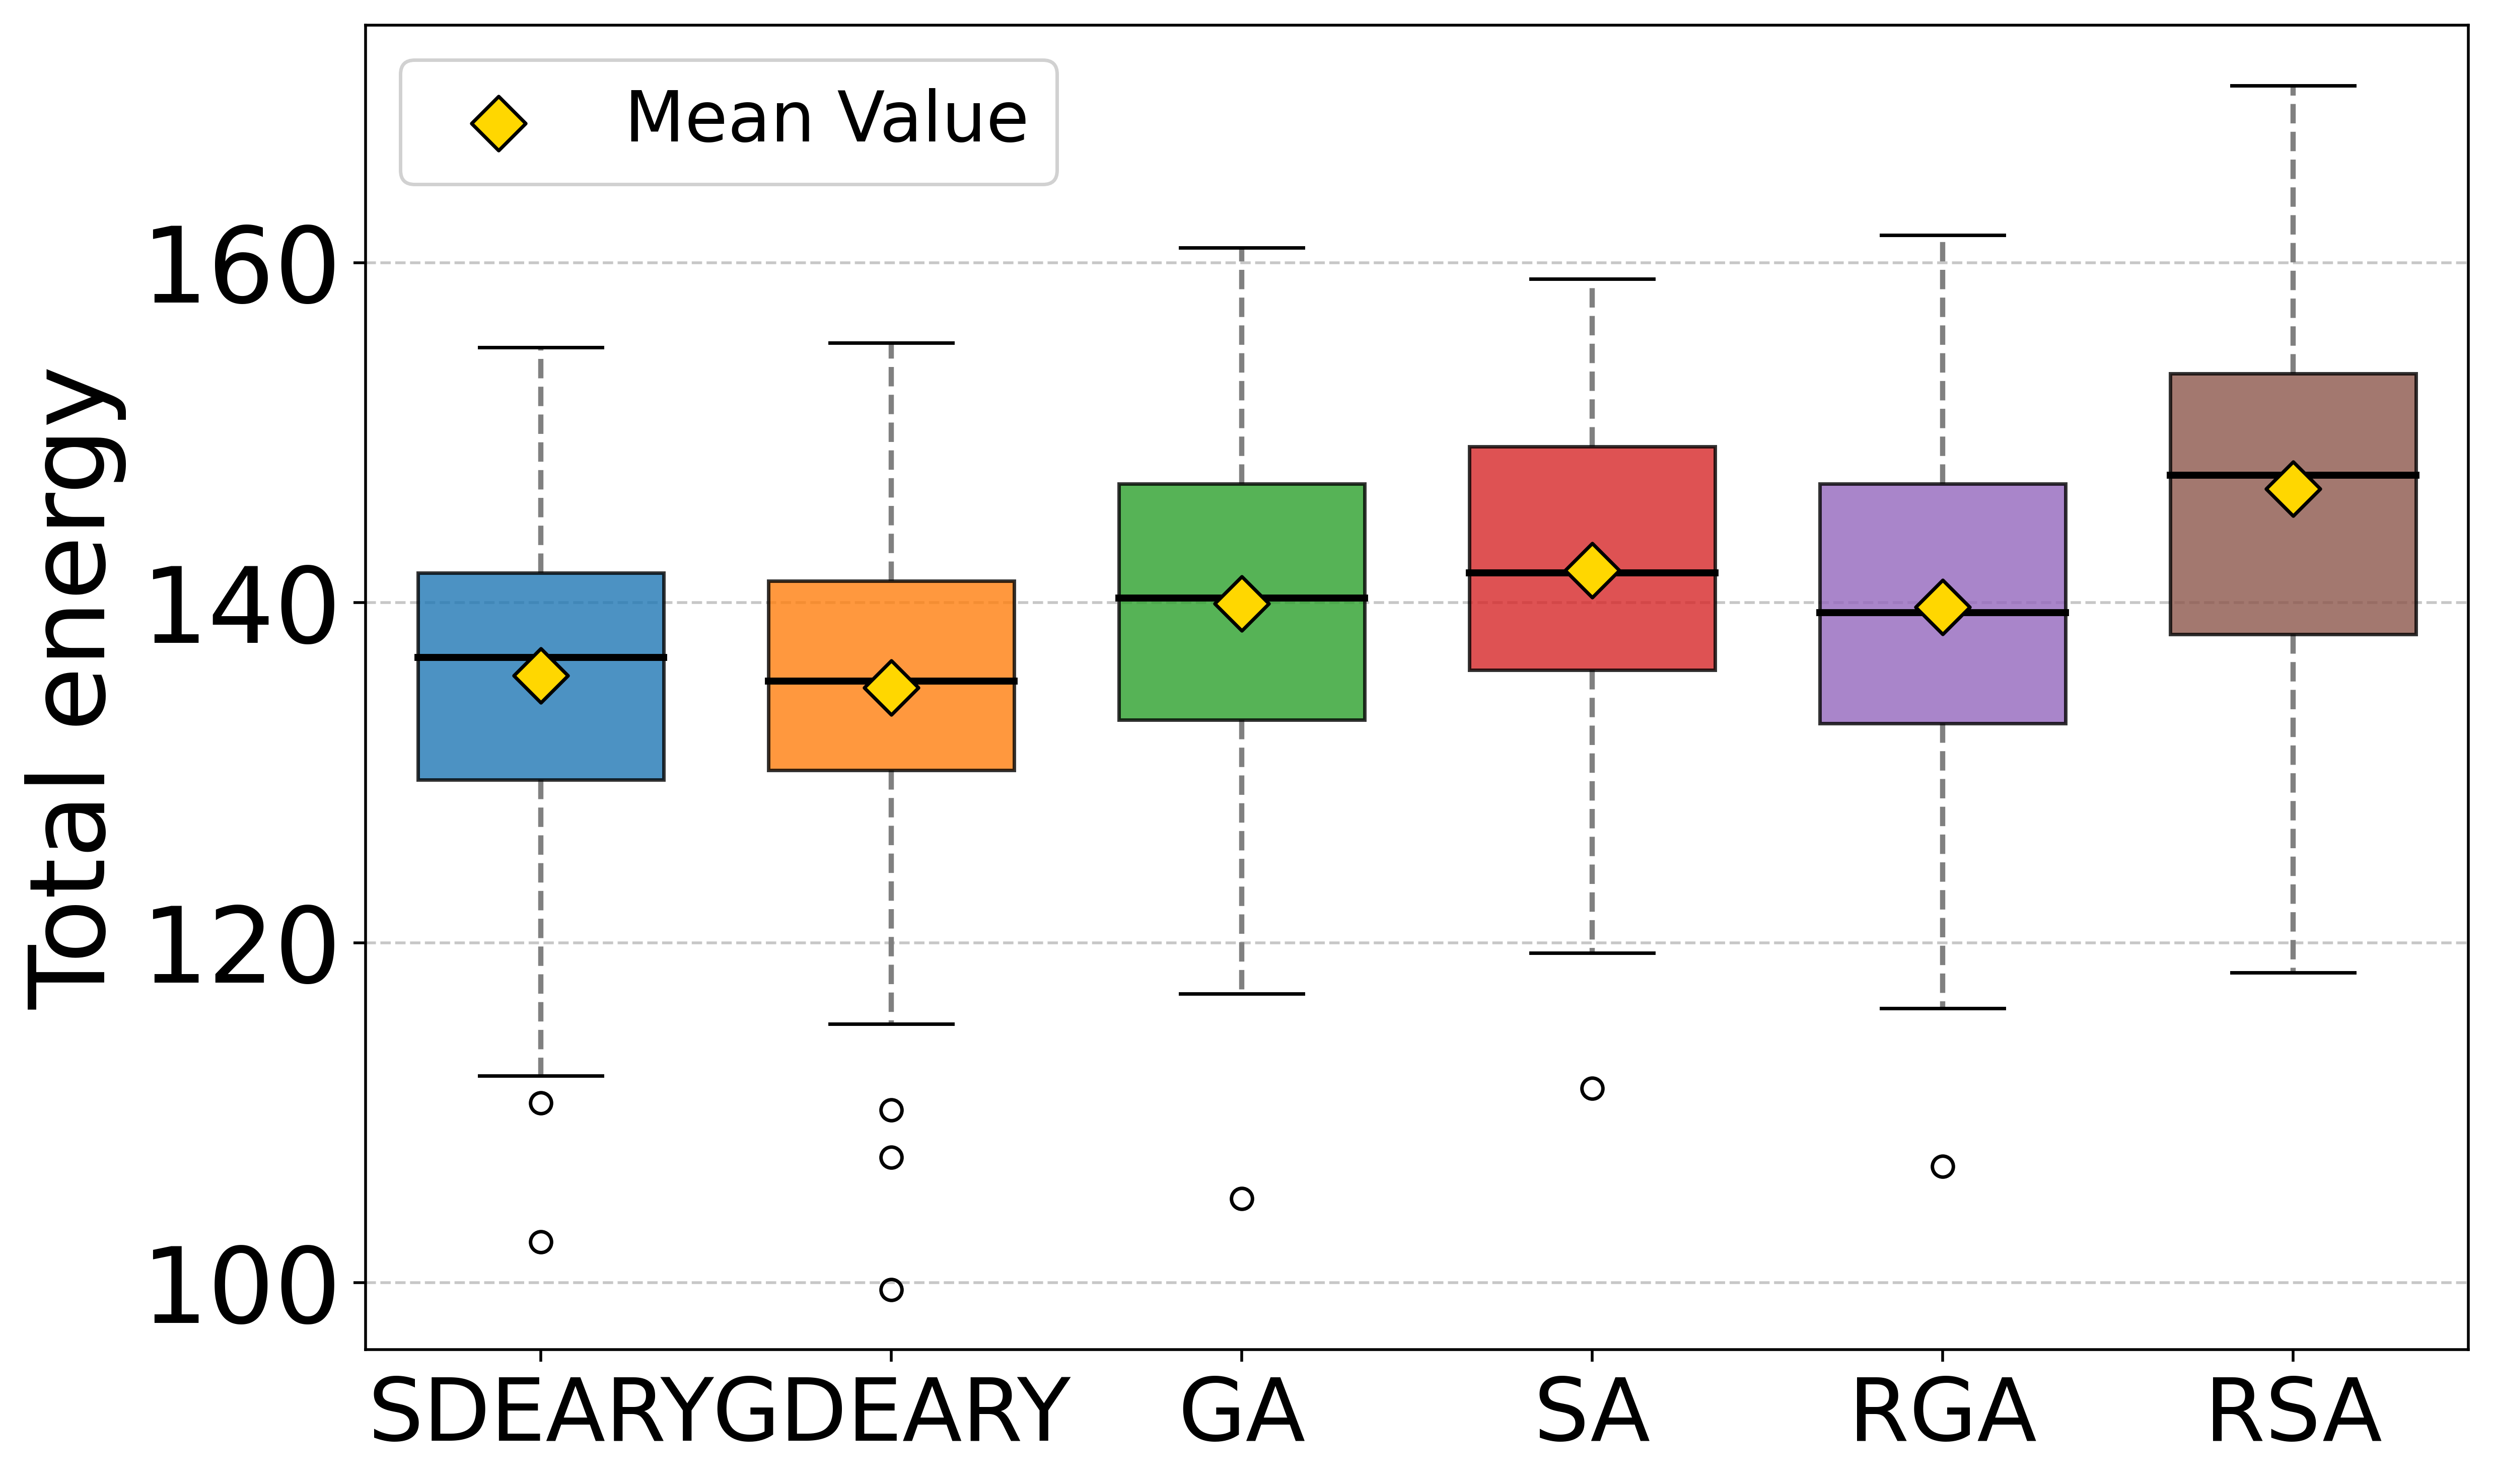 Mean Value
Total energy
160
140
120
100
SDEARY GDEARY GA SA RGA RSA